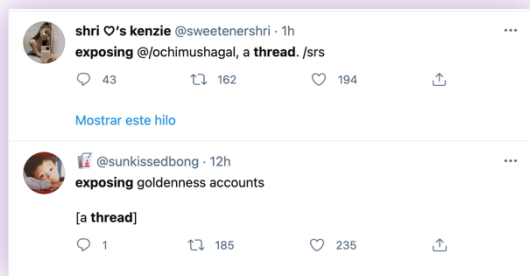 shri ♡'s kenzie @sweetenershri · 1h
exposing @/ochimushagal, a thread. /srs
43 162 194
Mostrar este hilo
@sunkissedbong · 12h
exposing goldenness accounts
[a thread]
1 185 235